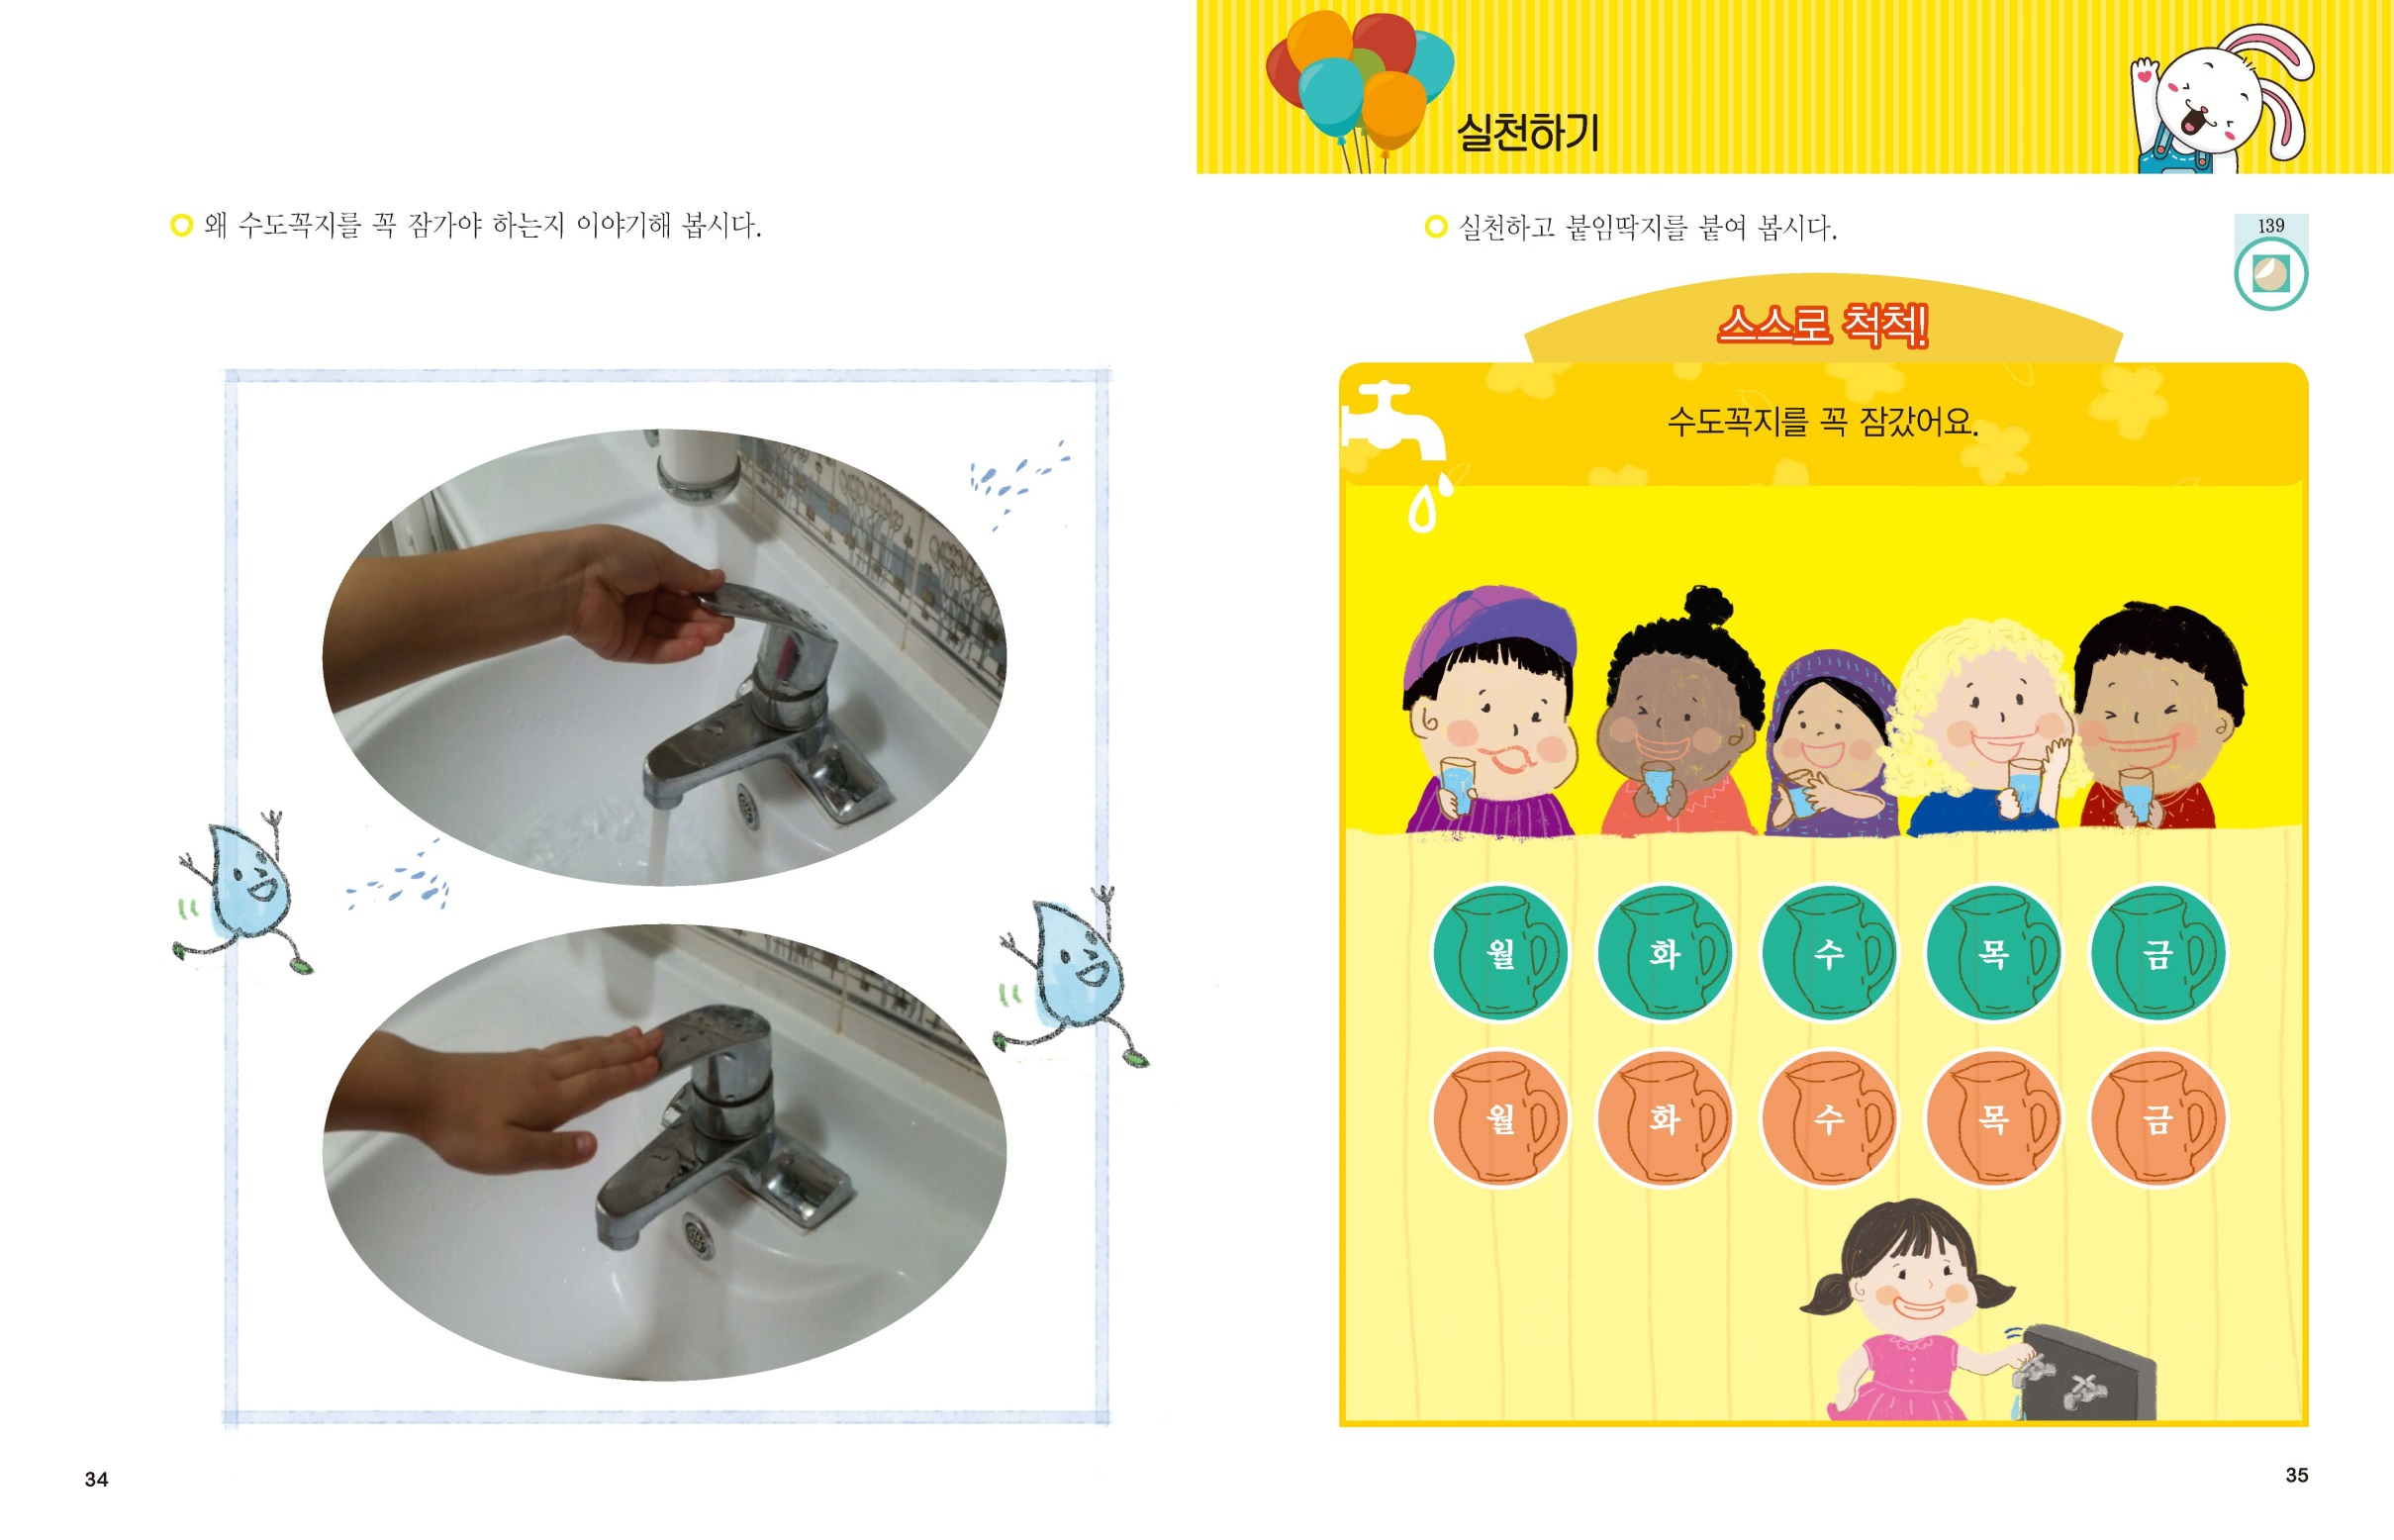 왜 수도꼭지를 꼭 잠가야 하는지 이야기해 봅시다.
34
실천하기
실천하고 붙임딱지를 붙여 봅시다.
139
스스로 척척!
수도꼭지를 꼭 잠갔어요.
월 화 수 목 금
월 화 수 목 금
35